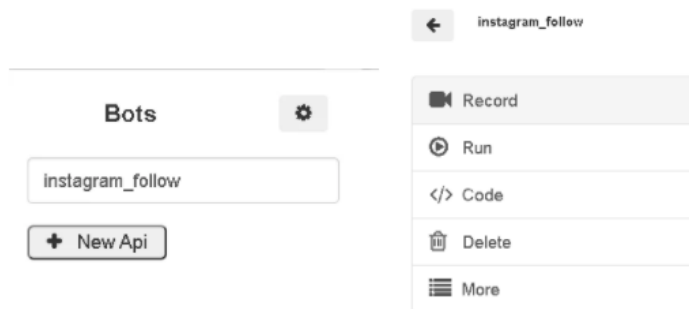 Bots
instagram_follow
+ New Api
instagram_follow
Record
Run
</> Code
Delete
More